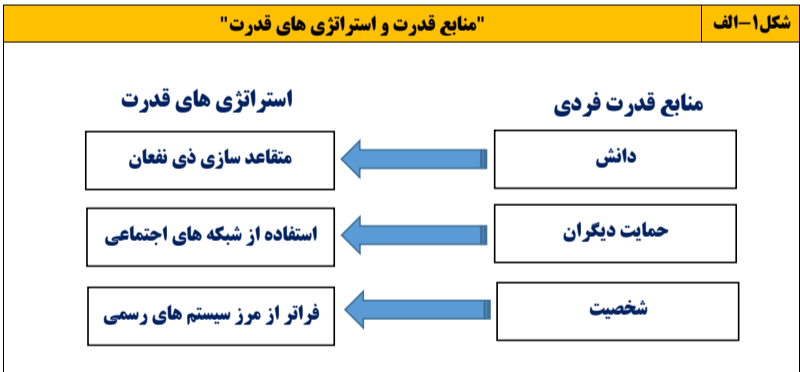 شکل۱-الف
"منابع قدرت و استراتژی های قدرت"
منابع قدرت فردی
استراتژی های قدرت
دانش
متقاعد سازی ذی نفعان
حمایت دیگران
استفاده از شبکه های اجتماعی
شخصیت
فراتر از مرز سیستم های رسمی